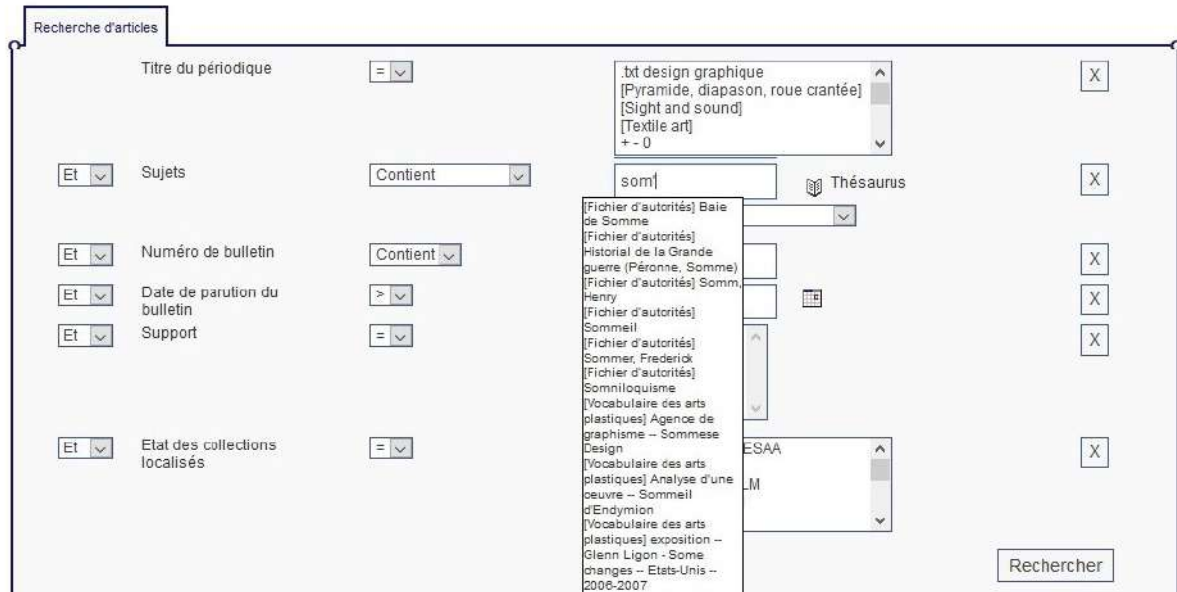 Recherche d'articles
Titre du périodique
=
.txt design graphique
[Pyramide, diapason, roue crantée]
[Sight and sound]
[Textile art]
+ - 0
X
Et
Sujets
Contient
som'
Thésaurus
X
[Fichier d'autorités] Baie
de Somme
[Fichier d'autorités]
Historial de la Grande
guerre (Péronne, Somme)
[Fichier d'autorités] Somm,
Henry
[Fichier d'autorités]
Sommeil
[Fichier d'autorités]
Sommer, Frederick
[Fichier d'autorités]
Somniloquisme
[Vocabulaire des arts
plastiques] Agence de
graphisme -- Sommese
Design
[Vocabulaire des arts
plastiques] Analyse d'une
oeuvre -- Sommeil
d'Endymion
[Vocabulaire des arts
plastiques] exposition --
Glenn Ligon - Some
changes -- Etats-Unis --
2006-2007
Et
Numéro de bulletin
Contient
X
Et
Date de parution du
bulletin
>
X
Et
Support
=
X
Et
Etat des collections
localisés
=
ESAA
LM
X
Rechercher